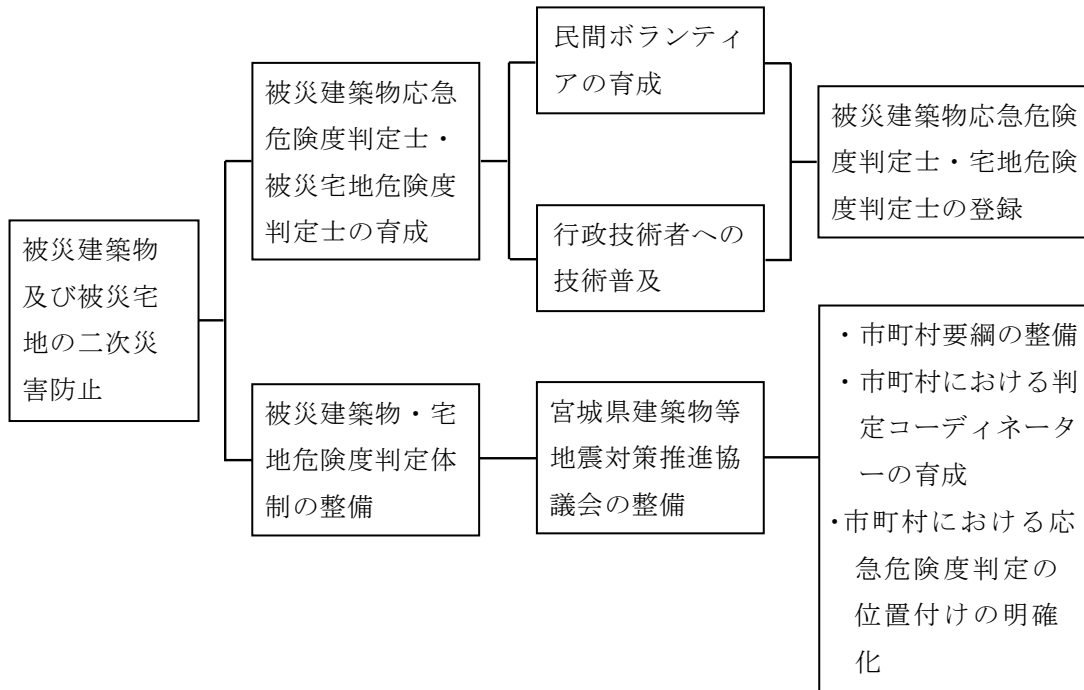 被災建築物
及び被災宅
地の二次災
害防止
被災建築物応急
危険度判定士・
被災宅地危険度
判定士の育成
民間ボランティ
アの育成
行政技術者への
技術普及
被災建築物応急危険
度判定士・宅地危険
度判定士の登録
被災建築物・宅
地危険度判定体
制の整備
宮城県建築物等
地震対策推進協
議会の整備
・市町村要綱の整備
・市町村における判
定コーディネータ
ーの育成
・市町村における応
急危険度判定の
位置付けの明確
化